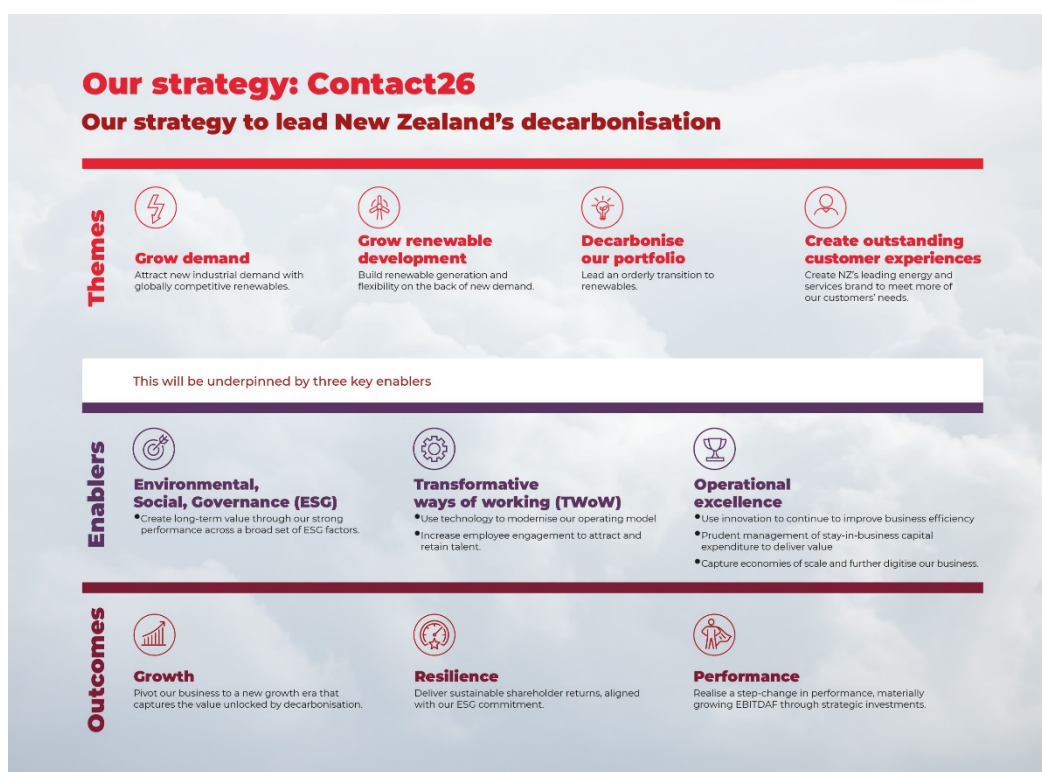 Our strategy: Contact26
Our strategy to lead New Zealand's decarbonisation
Themes
Grow demand
Attract new industrial demand with
globally competitive renewables.
Grow renewable
development
Build renewable generation and
flexibility on the back of new demand.
Decarbonise
our portfolio
Lead an orderly transition to
renewables.
Create outstanding
customer experiences
Create NZ's leading energy and
services brand to meet more of
our customers' needs.
This will be underpinned by three key enablers
Enablers
Environmental,
Social, Governance (ESG)
•Create long-term value through our strong
performance across a broad set of ESG factors.
Transformative
ways of working (TWoW)
•Use technology to modernise our operating model
•Increase employee engagement to attract and
retain talent.
Operational
excellence
•Use innovation to continue to improve business efficiency
•Prudent management of stay-in-business capital
expenditure to deliver value
•Capture economies of scale and further digitise our business.
Outcomes
Growth
Pivot our business to a new growth era that
captures the value unlocked by decarbonisation.
Resilience
Deliver sustainable shareholder returns, aligned
with our ESG commitment.
Performance
Realise a step-change in performance, materially
growing EBITDAF through strategic investments.